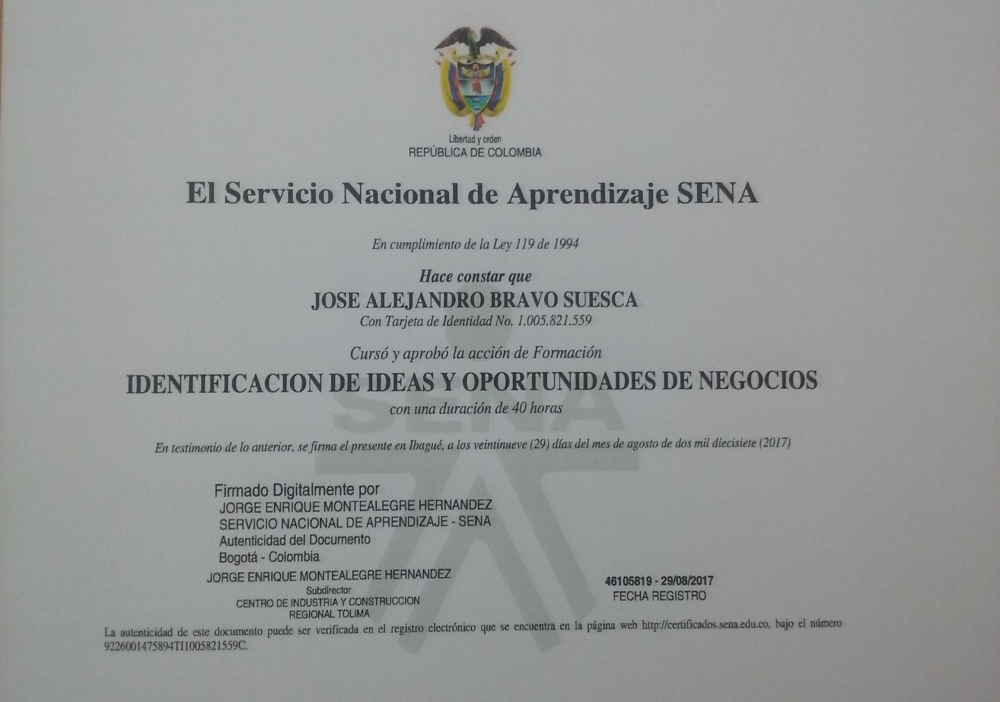 Libertad y orden
REPÚBLICA DE COLOMBIA
El Servicio Nacional de Aprendizaje SENA
En cumplimiento de la Ley 119 de 1994
Hace constar que
JOSE ALEJANDRO BRAVO SUESCA
Con Tarjeta de Identidad No. 1.005.821.559
Cursó y aprobó la acción de Formación
IDENTIFICACION DE IDEAS Y OPORTUNIDADES DE NEGOCIOS
SENA
con una duración de 40 horas
En testimonio de lo anterior, se firma el presente en Ibagué, a los veintinueve (29) días del mes de agosto de dos mil diecisiete (2017)
Firmado Digitalmente por
JORGE ENRIQUE MONTEALEGRE HERNANDEZ
SERVICIO NACIONAL DE APRENDIZAJE - SENA
Autenticidad del Documento
Bogotá - Colombia
JORGE ENRIQUE MONTEALEGRE HERNANDEZ
Subdirector
CENTRO DE INDUSTRIA Y CONSTRUCCION
REGIONAL TOLIMA
46105819 - 29/08/2017
FECHA REGISTRO
La autenticidad de este documento puede ser verificada en el registro electrónico que se encuentra en la página web http://certificados.sena.edu.co, bajo el número
9226001475894TI1005821559C.